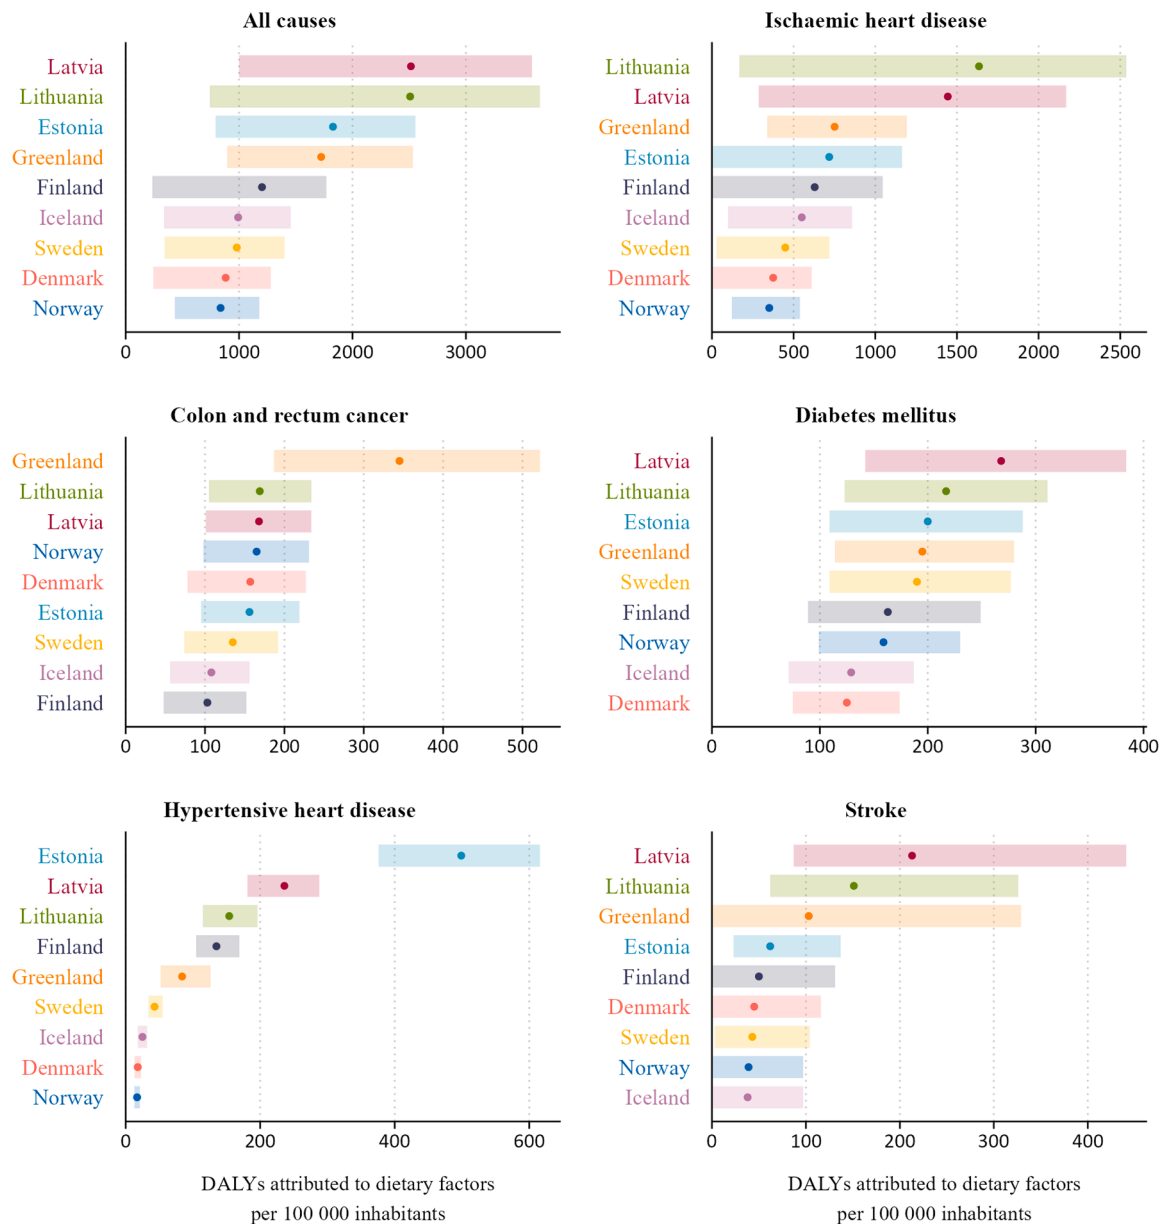 All causes
Latvia
Lithuania
Estonia
Greenland
Finland
Iceland
Sweden
Denmark
Norway
0 1000 2000 3000
Ischaemic heart disease
Lithuania
Latvia
Greenland
Estonia
Finland
Iceland
Sweden
Denmark
Norway
0 500 1000 1500 2000 2500
Colon and rectum cancer
Greenland
Lithuania
Latvia
Norway
Denmark
Estonia
Sweden
Iceland
Finland
0 100 200 300 400 500
Diabetes mellitus
Latvia
Lithuania
Estonia
Greenland
Sweden
Finland
Norway
Iceland
Denmark
0 100 200 300 400
Hypertensive heart disease
Estonia
Latvia
Lithuania
Finland
Greenland
Sweden
Iceland
Denmark
Norway
0 200 400 600
DALYs attributed to dietary factors
per 100 000 inhabitants
Stroke
Latvia
Lithuania
Greenland
Estonia
Finland
Denmark
Sweden
Norway
Iceland
0 100 200 300 400
DALYs attributed to dietary factors
per 100 000 inhabitants